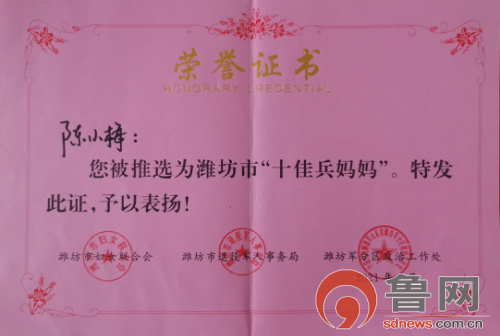 荣誉证书
HONORARY CREDENTIAL
陈小梅：
您被推选为潍坊市“十佳兵妈妈”。特发
此证，予以表扬！
潍坊市妇女联合会 潍坊市退役军人事务局 潍坊军分区政治工作处
鲁网
sdnews.com.cn